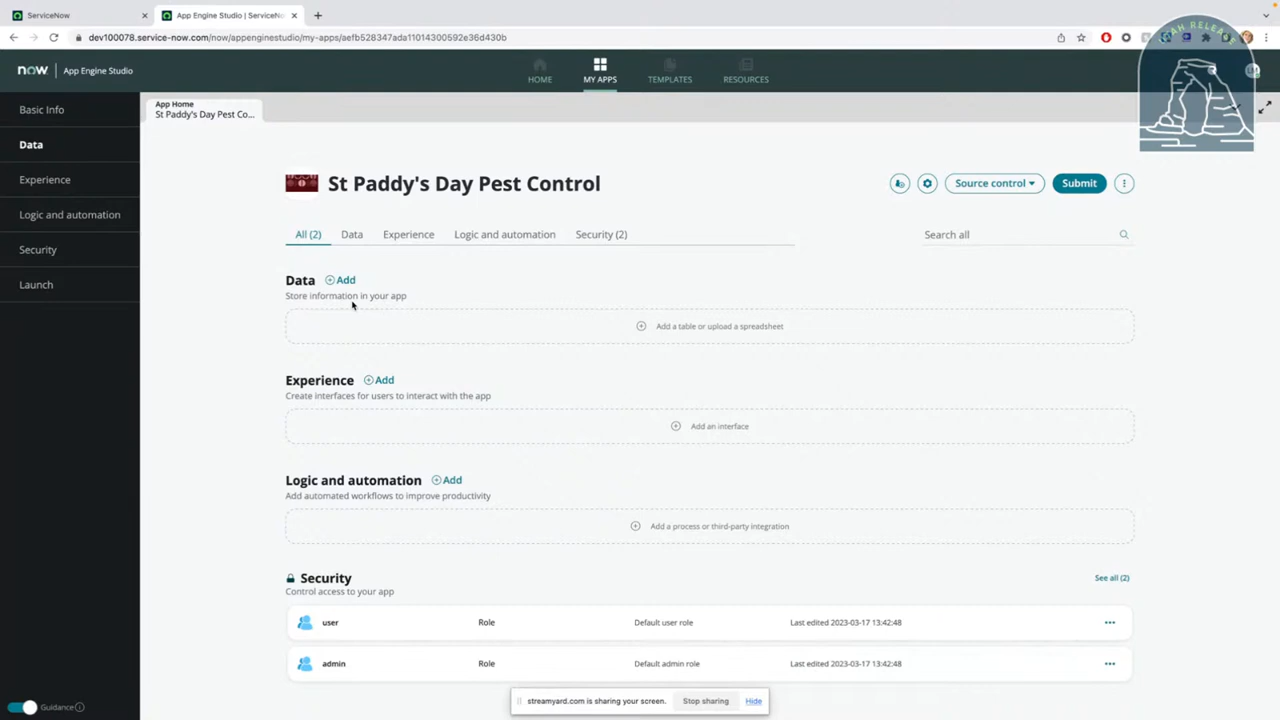 ServiceNow
App Engine Studio | ServiceNo
dev100078.service-now.com/now/appenginestudio/my-apps/aefb528347ada11014300592e36d430b
now App Engine Studio
HOME
MY APPS
TEMPLATES
RESOURCES
RELEASE
Basic Info
Data
Experience
Logic and automation
Security
Launch
App Home
St Paddy's Day Pest Co...
St Paddy's Day Pest Control
Source control
Submit
All (2)
Data
Experience
Logic and automation
Security (2)
Search all
Data Add
Store information in your app
Add a table or upload a spreadsheet
Experience Add
Create interfaces for users to interact with the app
Add an interface
Logic and automation Add
Add automated workflows to improve productivity
Add a process or third-party integration
Security
See all (2)
Control access to your app
user Role Default user role Last edited 2023-03-17 13:42:48
admin Role Default admin role Last edited 2023-03-17 13:42:48
streamyard.com is sharing your screen. Stop sharing Hide
Guidance